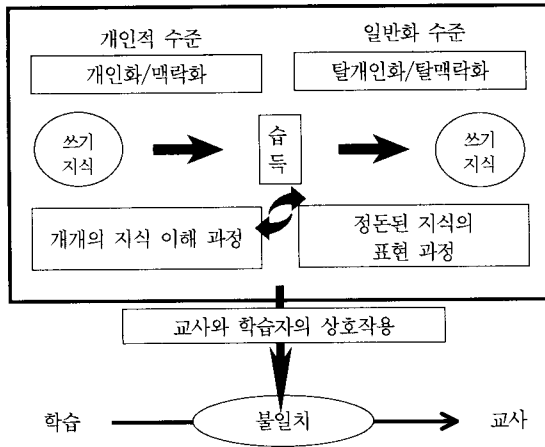 개인적 수준
일반화 수준
개인화/맥락화
탈개인화/탈맥락화
쓰기
지식
습
득
쓰기
지식
개개의 지식 이해 과정
정돈된 지식의
표현 과정
교사와 학습자의 상호작용
학습
불일치
교사